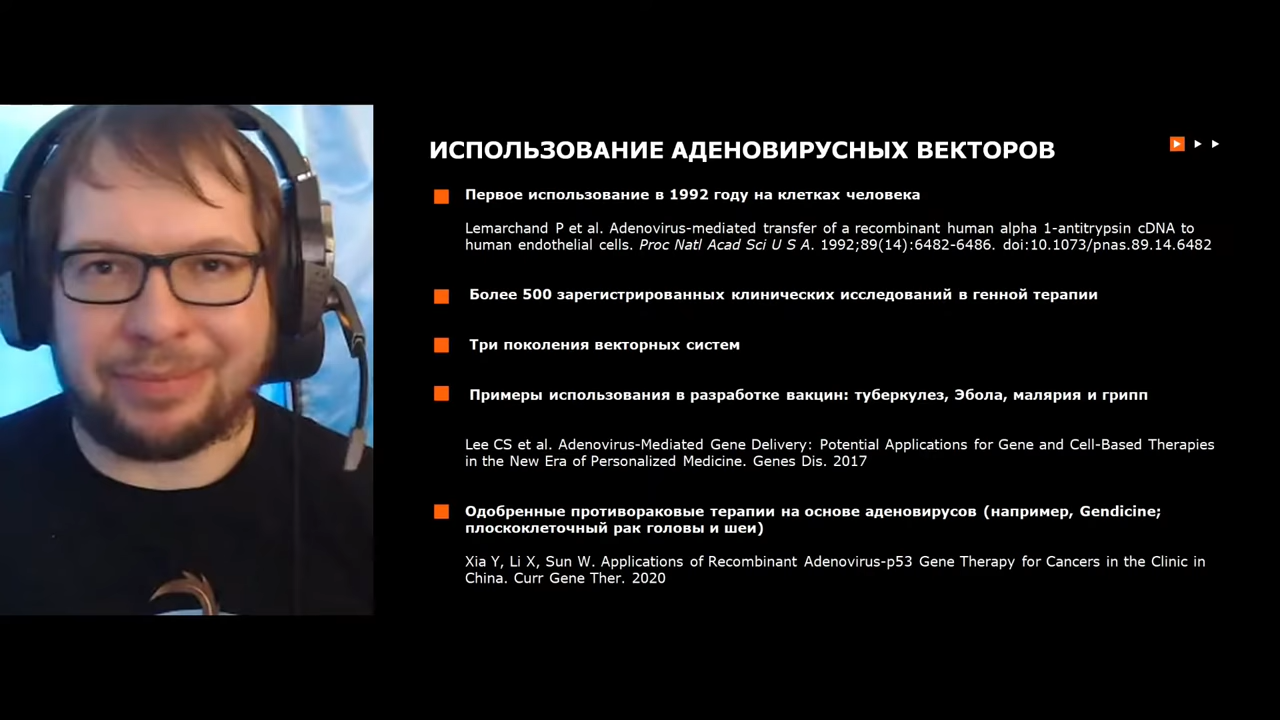 ИСПОЛЬЗОВАНИЕ АДЕНОВИРУСНЫХ ВЕКТОРОВ
Первое использование в 1992 году на клетках человека
Lemarchand P et al. Adenovirus-mediated transfer of a recombinant human alpha 1-antitrypsin cDNA to
human endothelial cells. Proc Natl Acad Sci U S A. 1992;89(14):6482-6486. doi:10.1073/pnas.89.14.6482
Более 500 зарегистрированных клинических исследований в генной терапии
Три поколения векторных систем
Примеры использования в разработке вакцин: туберкулез, Эбола, малярия и грипп
Lee CS et al. Adenovirus-Mediated Gene Delivery: Potential Applications for Gene and Cell-Based Therapies
in the New Era of Personalized Medicine. Genes Dis. 2017
Одобренные противораковые терапии на основе аденовирусов (например, Gendicine;
плоскоклеточный рак головы и шеи)
Xia Y, Li X, Sun W. Applications of Recombinant Adenovirus-p53 Gene Therapy for Cancers in the Clinic in
China. Curr Gene Ther. 2020